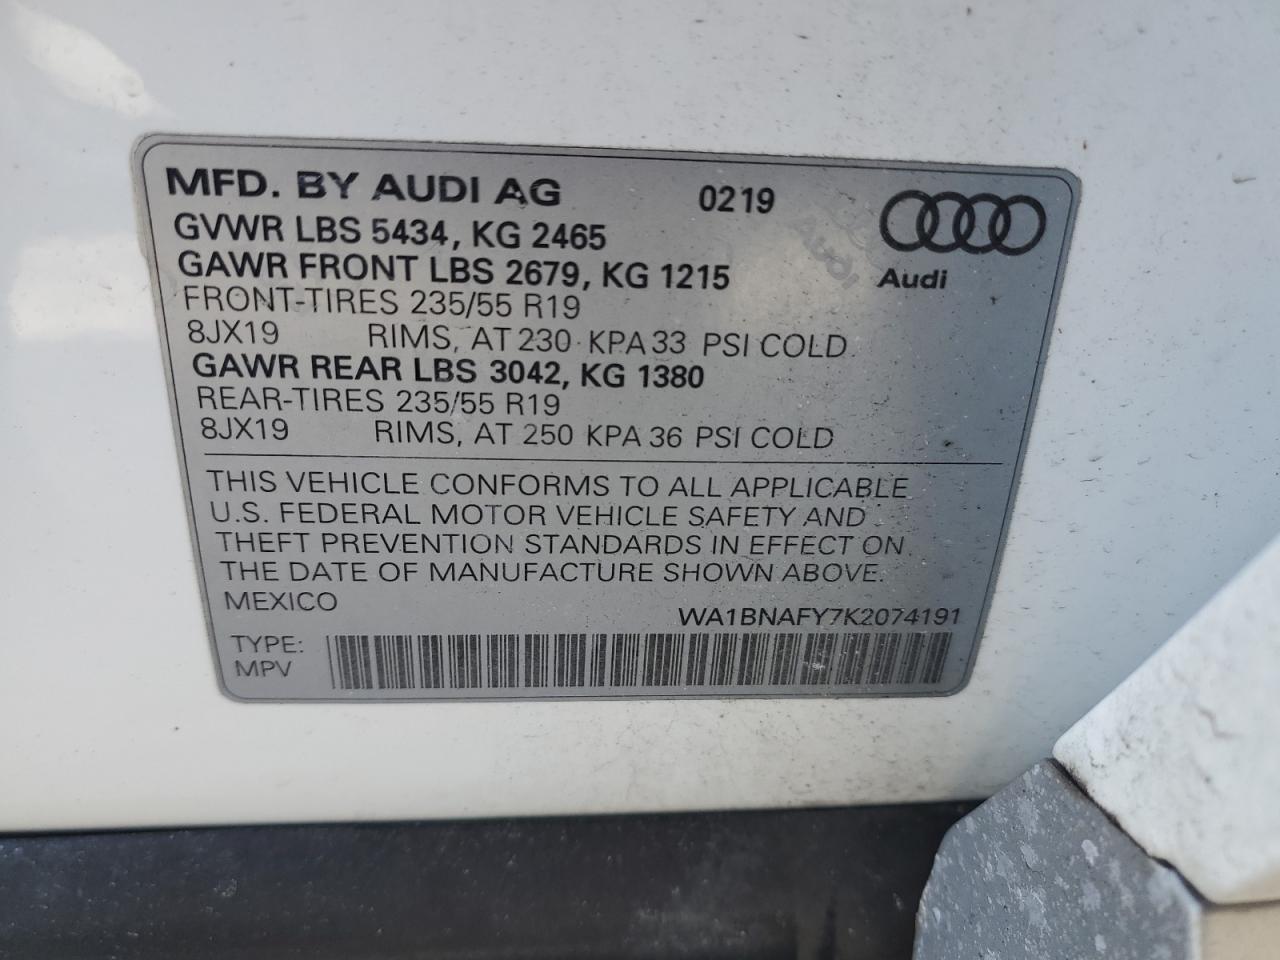 MFD. BY AUDI AG 0219
GVWR LBS 5434, KG 2465
GAWR FRONT LBS 2679, KG 1215
Audi
FRONT-TIRES 235/55 R19
8JX19 RIMS, AT 230 KPA 33 PSI COLD
GAWR REAR LBS 3042, KG 1380
REAR-TIRES 235/55 R19
8JX19 RIMS, AT 250 KPA 36 PSI COLD
THIS VEHICLE CONFORMS TO ALL APPLICABLE
U.S. FEDERAL MOTOR VEHICLE SAFETY AND
THEFT PREVENTION STANDARDS IN EFFECT ON
THE DATE OF MANUFACTURE SHOWN ABOVE.
MEXICO WA1BNAFY7K2074191
TYPE:
MPV